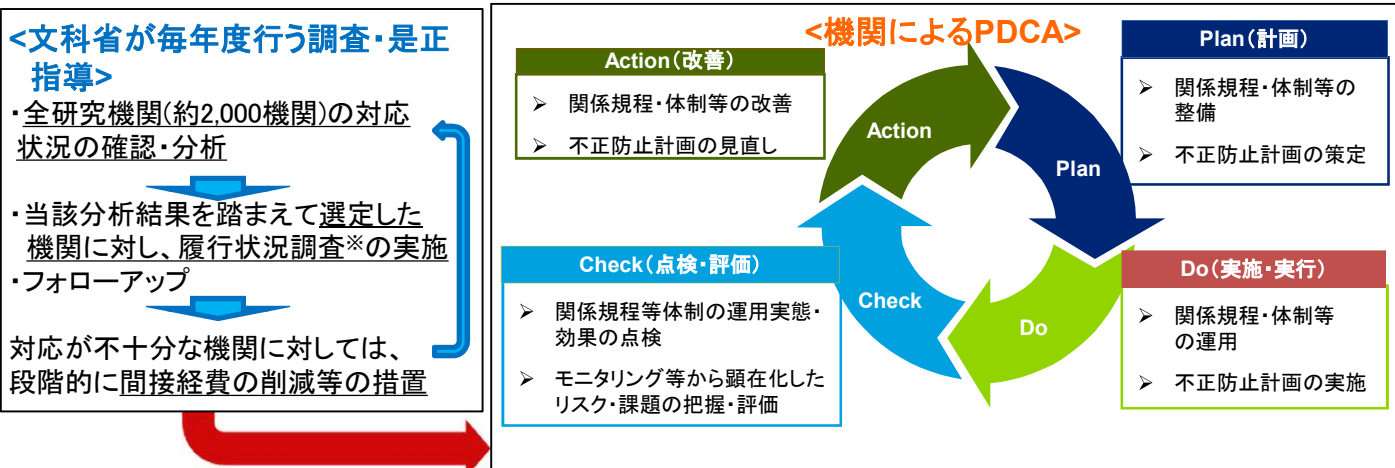 <文科省が毎年度行う調査・是正
指導>
・全研究機関(約2,000機関)の対応
状況の確認・分析
・当該分析結果を踏まえて選定した
機関に対し、履行状況調査※の実施
・フォローアップ
対応が不十分な機関に対しては、
段階的に間接経費の削減等の措置
<機関によるPDCA>
Action(改善)
➢ 関係規程・体制等の改善
➢ 不正防止計画の見直し
Plan(計画)
➢ 関係規程・体制等の
整備
➢ 不正防止計画の策定
Action
Plan
Check
Do
Check(点検・評価)
➢ 関係規程等体制の運用実態・
効果の点検
➢ モニタリング等から顕在化した
リスク・課題の把握・評価
Do(実施・実行)
➢ 関係規程・体制等
の運用
➢ 不正防止計画の実施